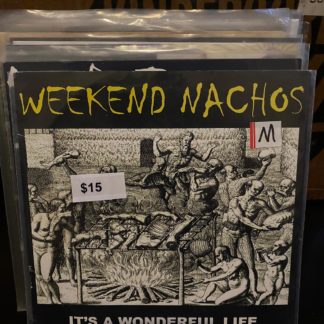 WEEKEND NACHOS
M
$15
IT'S A WONDERFUL LIFE